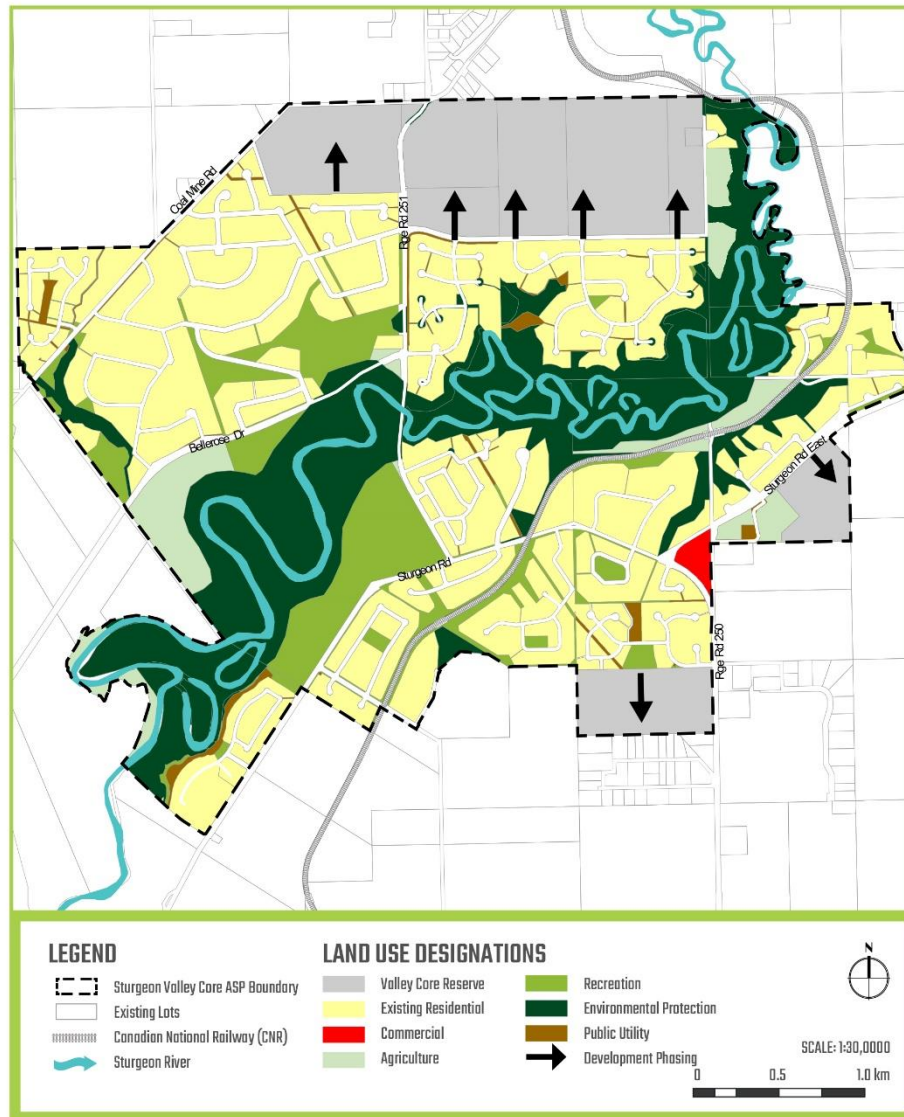 Coal Mine Rd
Rge Rd 251
Bellerose Dr
Sturgeon Rd East
Sturgeon Rd
Rge Rd 250
LEGEND
Sturgeon Valley Core ASP Boundary
Existing Lots
Canadian National Railway (CNR)
Sturgeon River
LAND USE DESIGNATIONS
Valley Core Reserve
Existing Residential
Commercial
Agriculture
Recreation
Environmental Protection
Public Utility
Development Phasing
N
SCALE: 1:30,0000
0 0.5 1.0 km